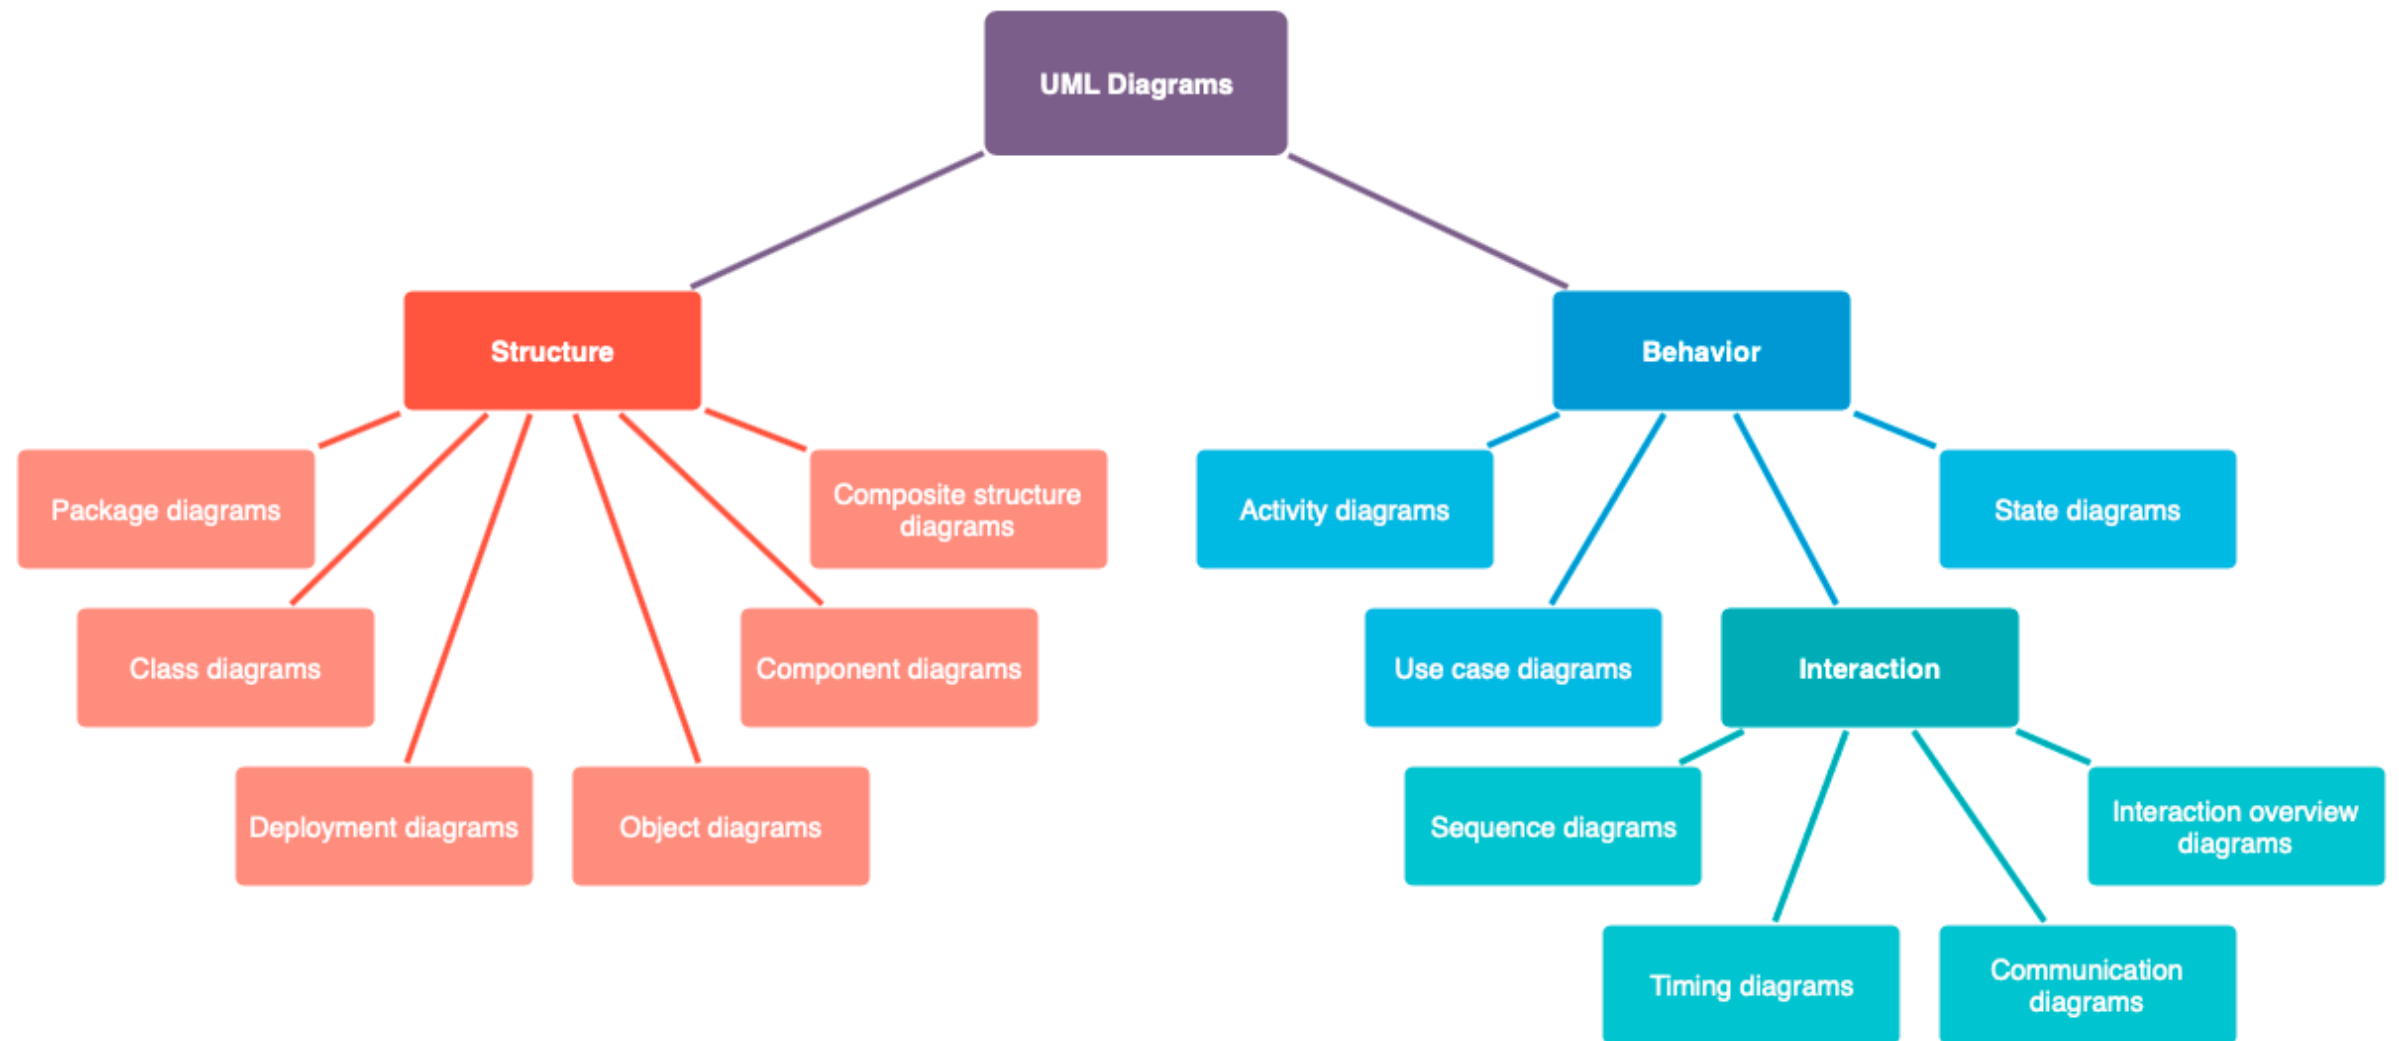 UML Diagrams
Structure
Behavior
Package diagrams
Composite structure
diagrams
Activity diagrams
State diagrams
Class diagrams
Component diagrams
Use case diagrams
Interaction
Deployment diagrams
Object diagrams
Sequence diagrams
Interaction overview
diagrams
Timing diagrams
Communication
diagrams